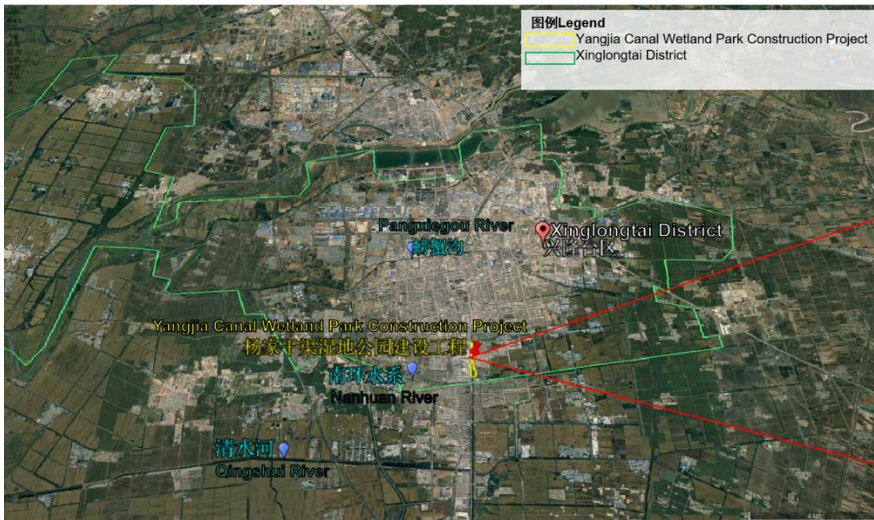 图例Legend
Yangjia Canal Wetland Park Construction Project
Xinglongtai District
Pangxiegou River
螃蟹沟
Xinglongtai District
兴隆台区
Yangjia Canal Wetland Park Construction Project
杨家干渠湿地公园建设工程
南环水系
Nanhuan River
清水河
Qingshui River
4 km